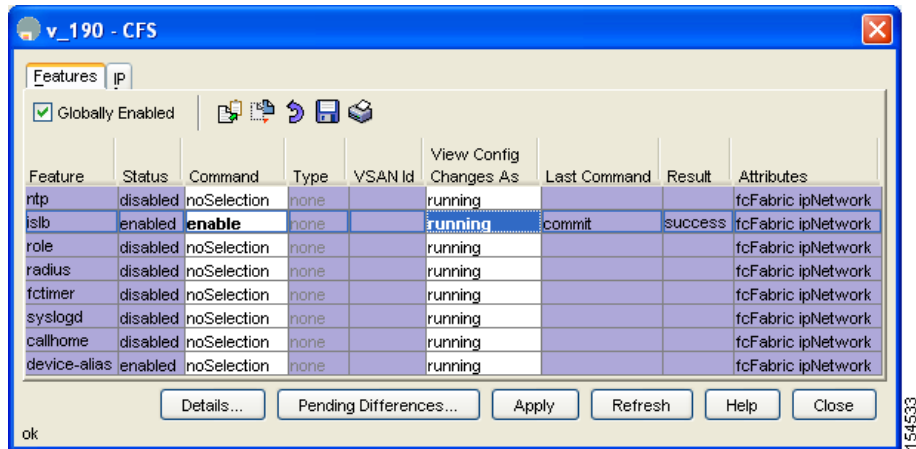 v_190 - CFS
Features IP
Globally Enabled
View Config
Feature Status Command Type VSAN Id Changes As Last Command Result Attributes
ntp disabled noSelection none running fcFabric ipNetwork
islb enabled enable none running commit success fcFabric ipNetwork
role disabled noSelection none running fcFabric ipNetwork
radius disabled noSelection none running fcFabric ipNetwork
fctimer disabled noSelection none running fcFabric ipNetwork
syslogd disabled noSelection none running fcFabric ipNetwork
callhome disabled noSelection none running fcFabric ipNetwork
device-alias enabled noSelection none running fcFabric ipNetwork
Details... Pending Differences... Apply Refresh Help Close
ok
154533